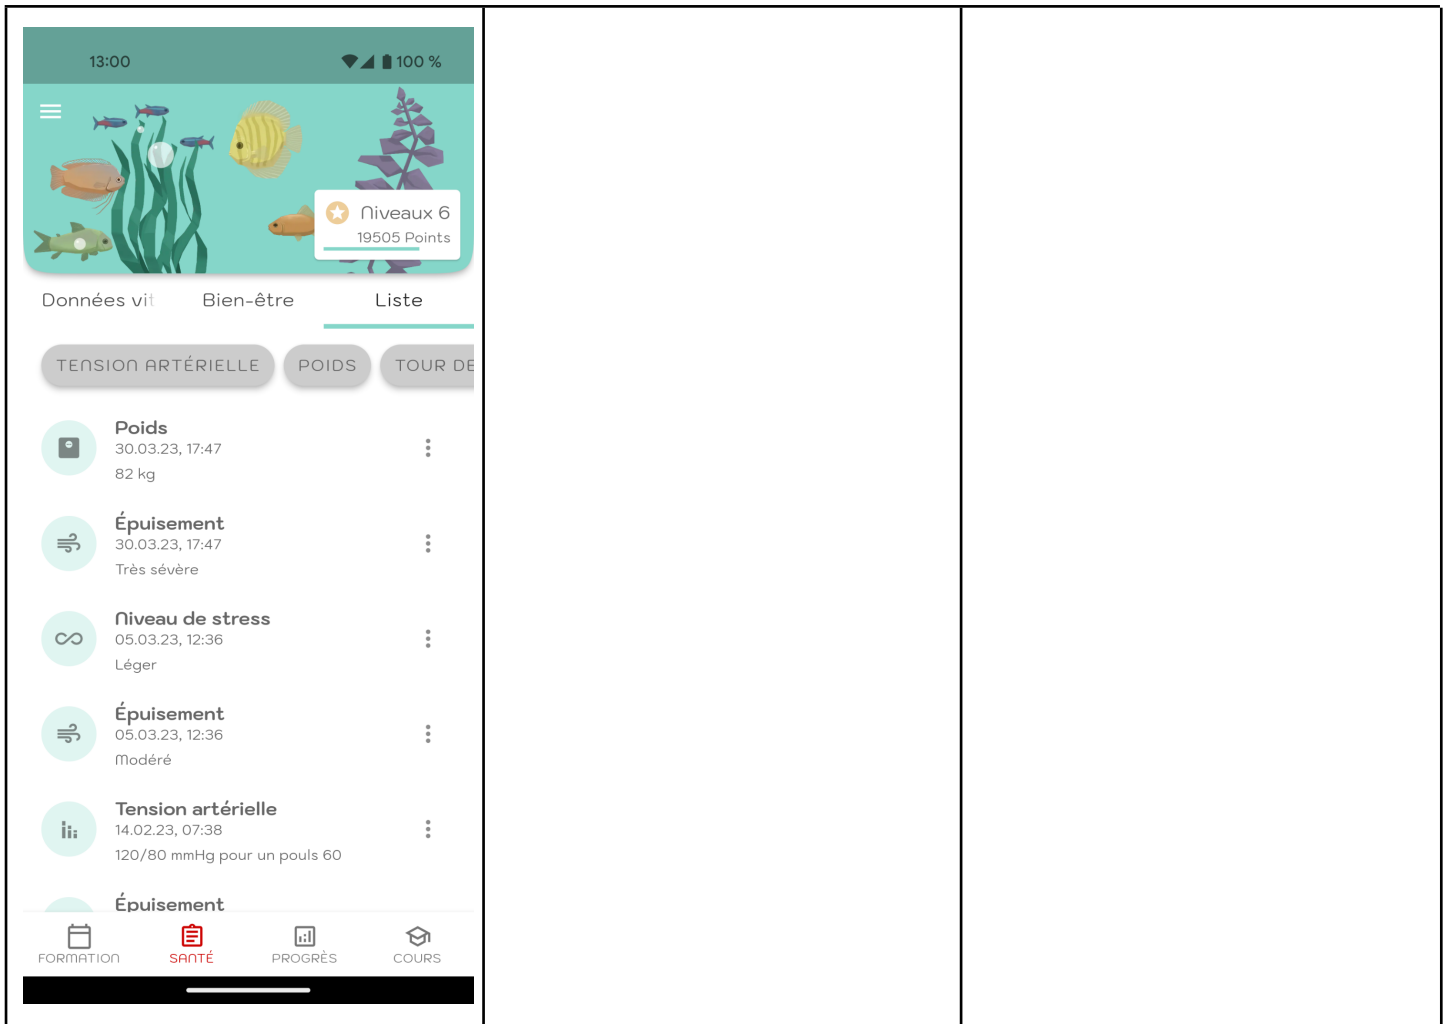 13:00
100 %
Niveaux 6
19505 Points
Données vit
Bien-être
Liste
TENSION ARTÉRIELLE
POIDS
TOUR DE
Poids
30.03.23, 17:47
82 kg
Épuisement
30.03.23, 17:47
Très sévère
Niveau de stress
05.03.23, 12:36
Léger
Épuisement
05.03.23, 12:36
Modéré
Tension artérielle
14.02.23, 07:38
120/80 mmHg pour un pouls 60
Épuisement
FORMATION
SANTÉ
PROGRÈS
COURS